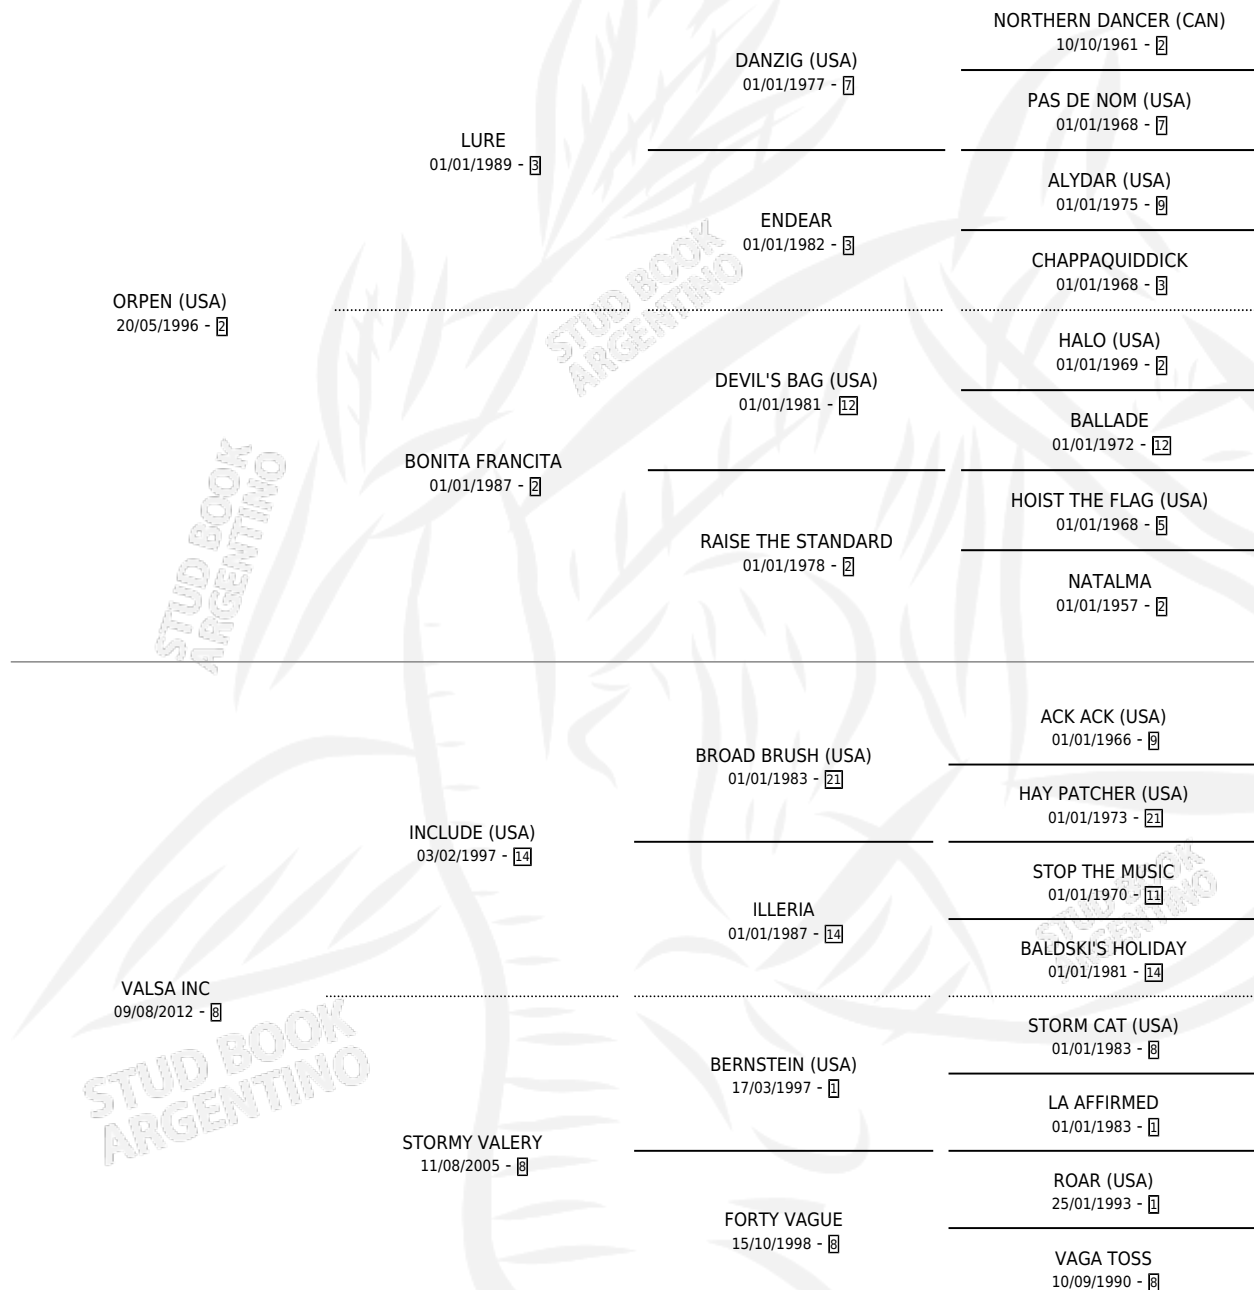 NORTHERN DANCER (CAN)
10/10/1961 - 2
DANZIG (USA)
01/01/1977 - 7
PAS DE NOM (USA)
01/01/1968 - 7
LURE
01/01/1989 - 3
ALYDAR (USA)
01/01/1975 - 9
ENDEAR
01/01/1982 - 3
CHAPPAQUIDDICK
01/01/1968 - 3
ORPEN (USA)
20/05/1996 - 2
HALO (USA)
01/01/1969 - 2
DEVIL'S BAG (USA)
01/01/1981 - 12
BALLADE
01/01/1972 - 12
BONITA FRANCITA
01/01/1987 - 2
HOIST THE FLAG (USA)
01/01/1968 - 5
RAISE THE STANDARD
01/01/1978 - 2
NATALMA
01/01/1957 - 2
ACK ACK (USA)
01/01/1966 - 9
BROAD BRUSH (USA)
01/01/1983 - 21
HAY PATCHER (USA)
01/01/1973 - 21
INCLUDE (USA)
03/02/1997 - 14
STOP THE MUSIC
01/01/1970 - 11
ILLERIA
01/01/1987 - 14
BALDSKI'S HOLIDAY
01/01/1981 - 14
VALSA INC
09/08/2012 - 8
STORM CAT (USA)
01/01/1983 - 8
BERNSTEIN (USA)
17/03/1997 - 1
LA AFFIRMED
01/01/1983 - 1
STORMY VALERY
11/08/2005 - 8
ROAR (USA)
25/01/1993 - 1
FORTY VAGUE
15/10/1998 - 8
VAGA TOSS
10/09/1990 - 8
STUD BOOK
ARGENTINO
STUD BOOK
ARGENTINO
STUD BOOK
ARGENTINO
STUD BOOK
ARGENTINO